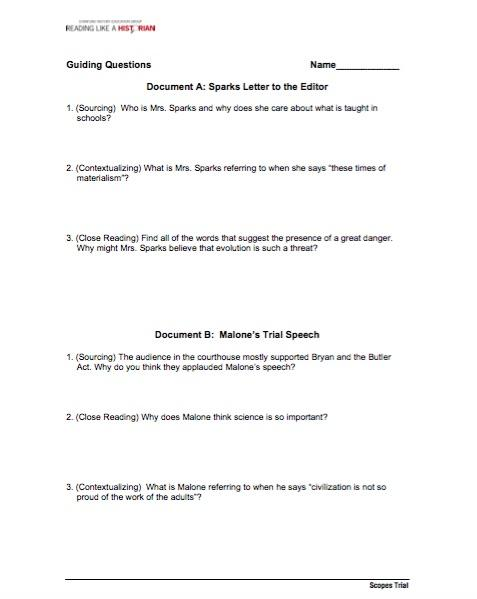 STANFORD HISTORY EDUCATION GROUP
READING LIKE A HISTORIAN
Guiding Questions Name____________
Document A: Sparks Letter to the Editor
1. (Sourcing) Who is Mrs. Sparks and why does she care about what is taught in
schools?
2. (Contextualizing) What is Mrs. Sparks referring to when she says “these times of
materialism”?
3. (Close Reading) Find all of the words that suggest the presence of a great danger.
Why might Mrs. Sparks believe that evolution is such a threat?
Document B: Malone’s Trial Speech
1. (Sourcing) The audience in the courthouse mostly supported Bryan and the Butler
Act. Why do you think they applauded Malone’s speech?
2. (Close Reading) Why does Malone think science is so important?
3. (Contextualizing) What is Malone referring to when he says “civilization is not so
proud of the work of the adults”?
Scopes Trial